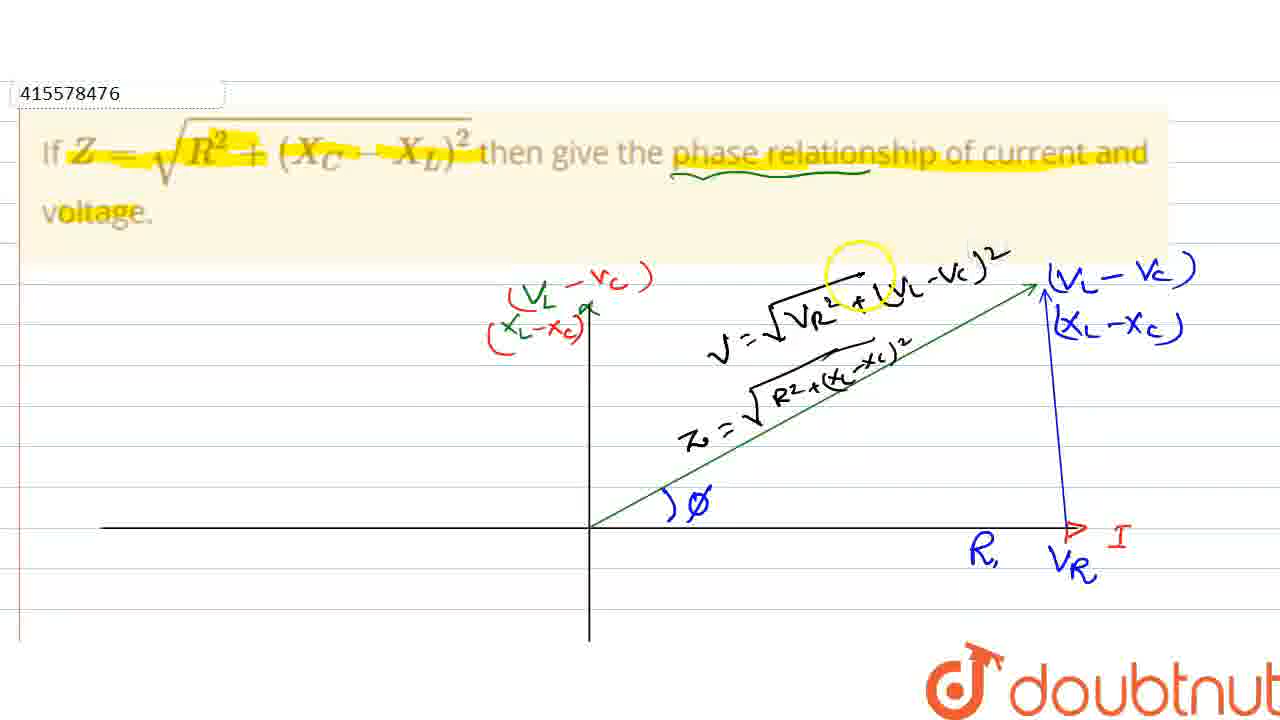 415578476
If Z = √(R² + (X_C − X_L)²) then give the phase relationship of current and
voltage.
(V_L − V_C)
(X_L − X_C)
V = √(V_R² + (V_L − V_C)²
Z = √(R² + (X_L − X_C)²
(V_L − V_C)
(X_L − X_C)
φ
R,
V_R
I
doubtnut